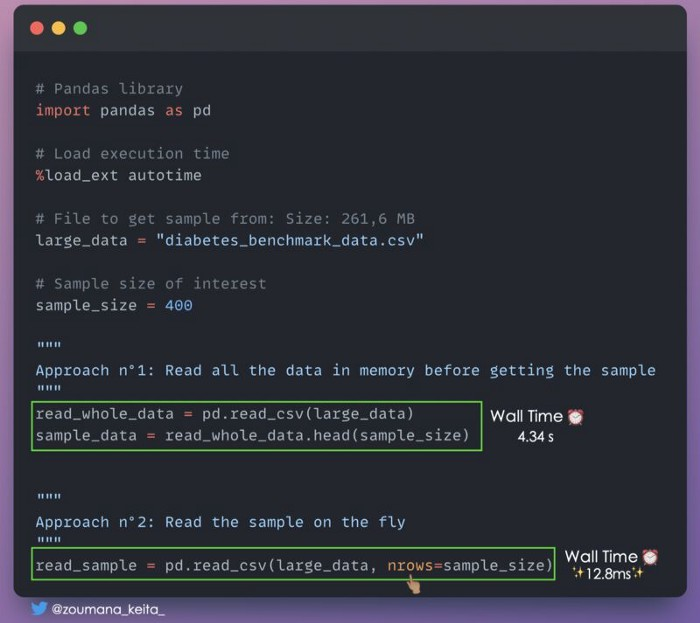 # Pandas library
import pandas as pd
# Load execution time
%load_ext autotime
# File to get sample from: Size: 261,6 MB
large_data = "diabetes_benchmark_data.csv"
# Sample size of interest
sample_size = 400
"""
Approach n°1: Read all the data in memory before getting the sample
"""
read_whole_data = pd.read_csv(large_data)
sample_data = read_whole_data.head(sample_size)
Wall Time ⏰
4.34 s
"""
Approach n°2: Read the sample on the fly
"""
read_sample = pd.read_csv(large_data, nrows=sample_size)
Wall Time ⏰
✨12.8ms✨
@zoumana_keita_